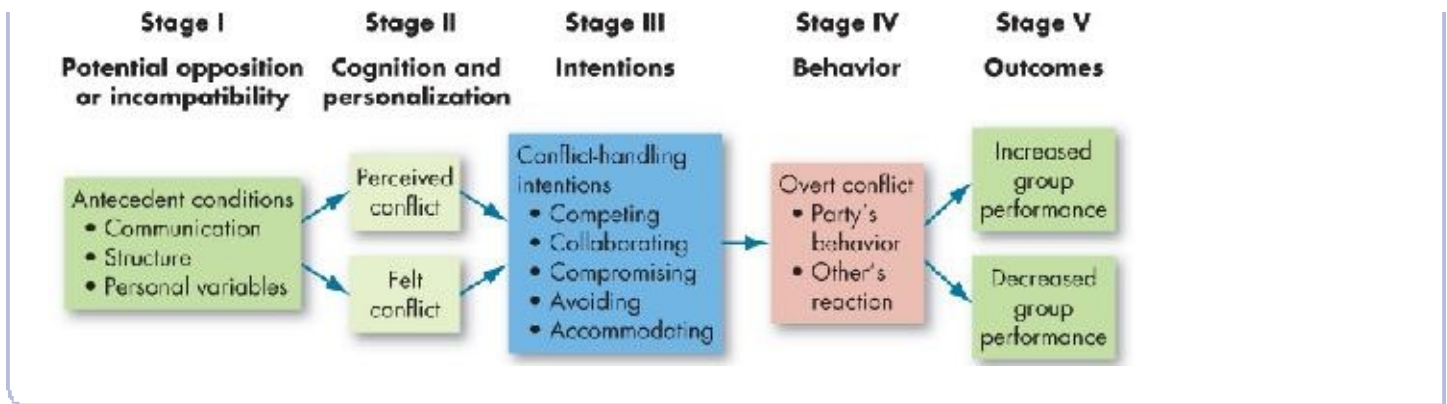 Stage I
Potential opposition
or incompatibility
Stage II
Cognition and
personalization
Stage III
Intentions
Stage IV
Behavior
Stage V
Outcomes
Antecedent conditions
• Communication
• Structure
• Personal variables
Perceived
conflict
Felt
conflict
Conflict-handling
intentions
• Competing
• Collaborating
• Compromising
• Avoiding
• Accommodating
Overt conflict
• Party's
behavior
• Other's
reaction
Increased
group
performance
Decreased
group
performance